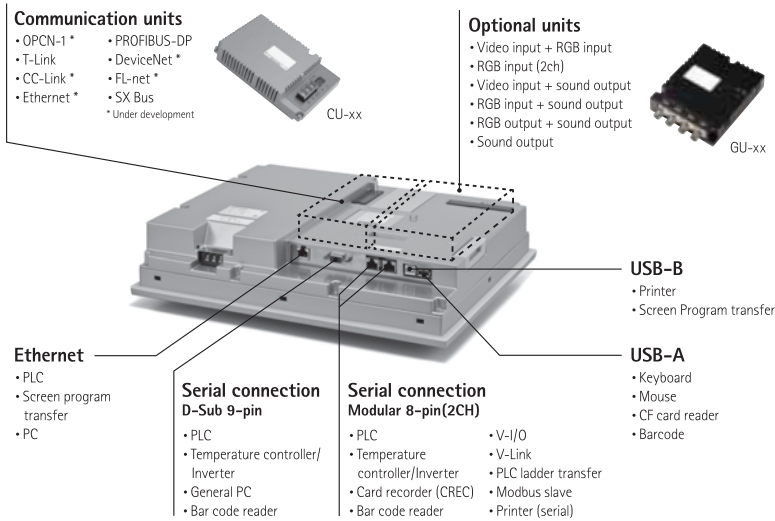 Communication units
• OPCN-1 *
• T-Link
• CC-Link *
• Ethernet *
• PROFIBUS-DP
• DeviceNet *
• FL-net *
• SX Bus
* Under development
CU-xx
Optional units
• Video input + RGB input
• RGB input (2ch)
• Video input + sound output
• RGB input + sound output
• RGB output + sound output
• Sound output
GU-xx
USB-B
• Printer
• Screen Program transfer
USB-A
• Keyboard
• Mouse
• CF card reader
• Barcode
Ethernet
• PLC
• Screen program
transfer
• PC
Serial connection
D-Sub 9-pin
• PLC
• Temperature controller/
Inverter
• General PC
• Bar code reader
Serial connection
Modular 8-pin(2CH)
• PLC
• Temperature
controller/Inverter
• Card recorder (CREC)
• Bar code reader
• V-I/O
• V-Link
• PLC ladder transfer
• Modbus slave
• Printer (serial)